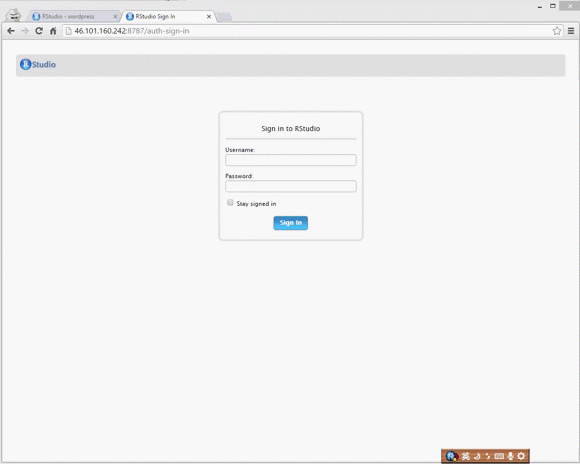 RStudio - wordpress
RStudio Sign In
46.101.160.242:8787/auth-sign-in
R Studio
Sign in to RStudio
Username:
Password:
Stay signed in
Sign In
英